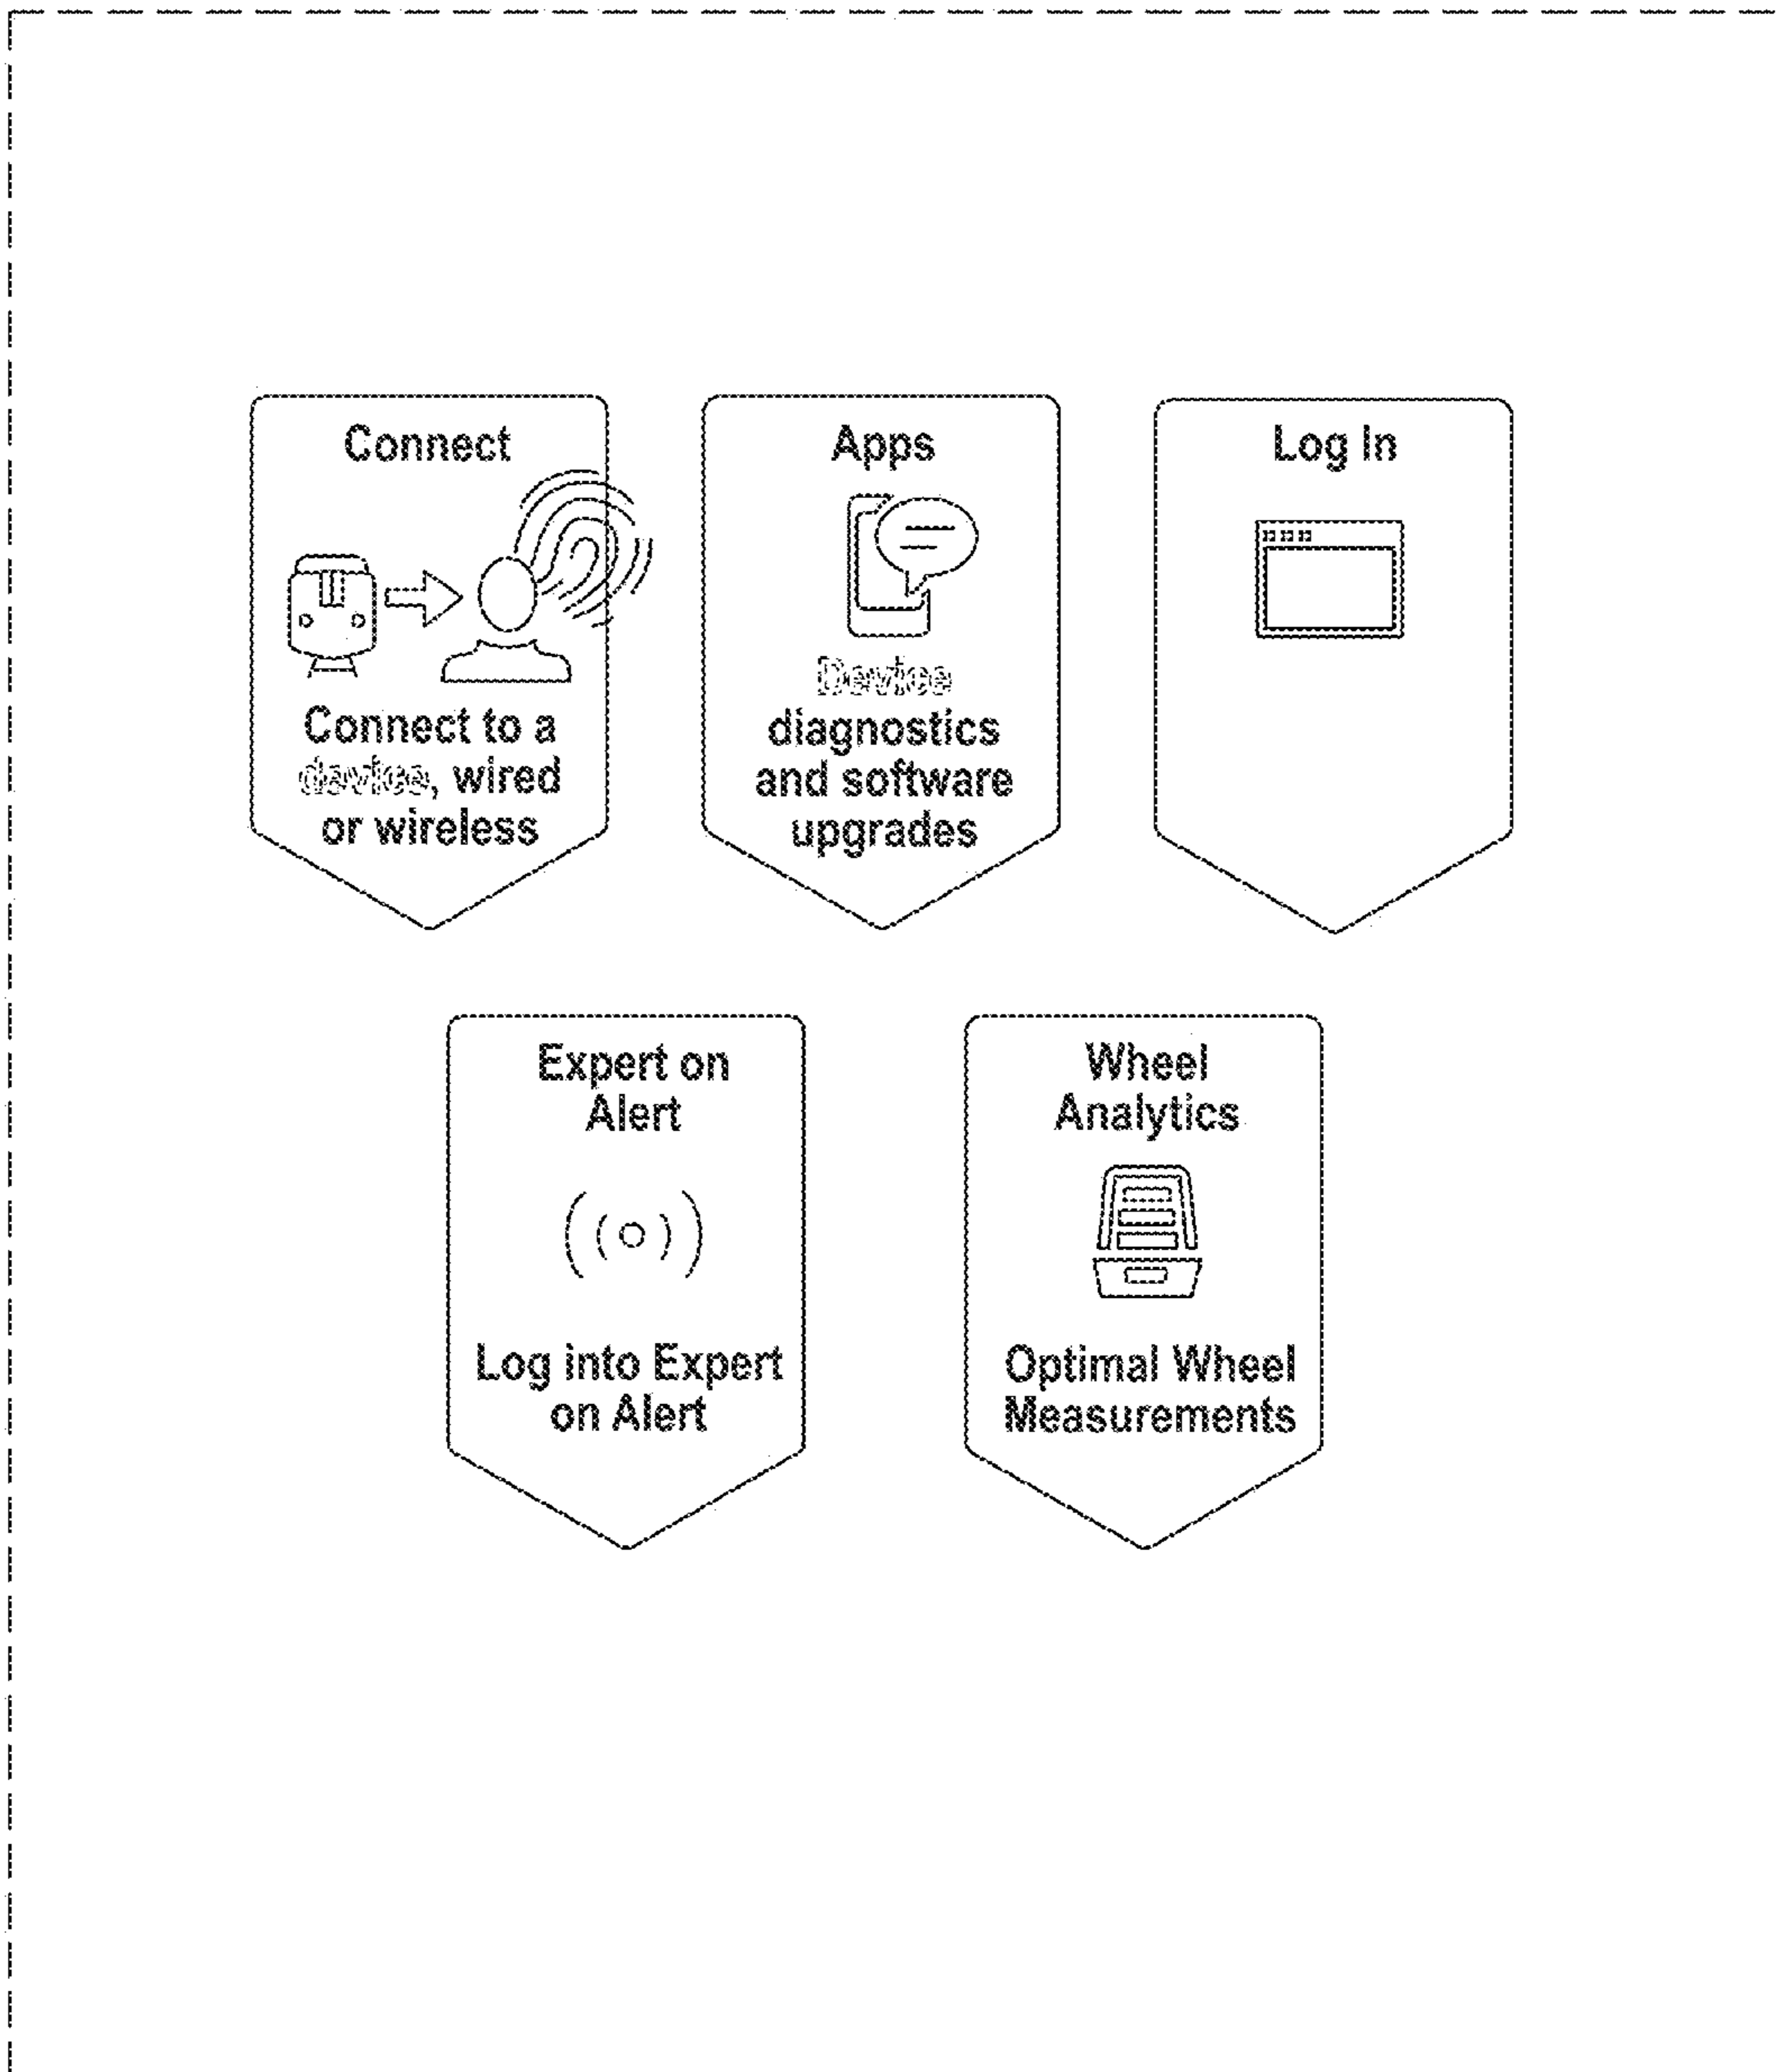 Connect
Connect to a
device, wired
or wireless
Apps
Device
diagnostics
and software
upgrades
Log In
Expert on
Alert
Log into Expert
on Alert
Wheel
Analytics
Optimal Wheel
Measurements